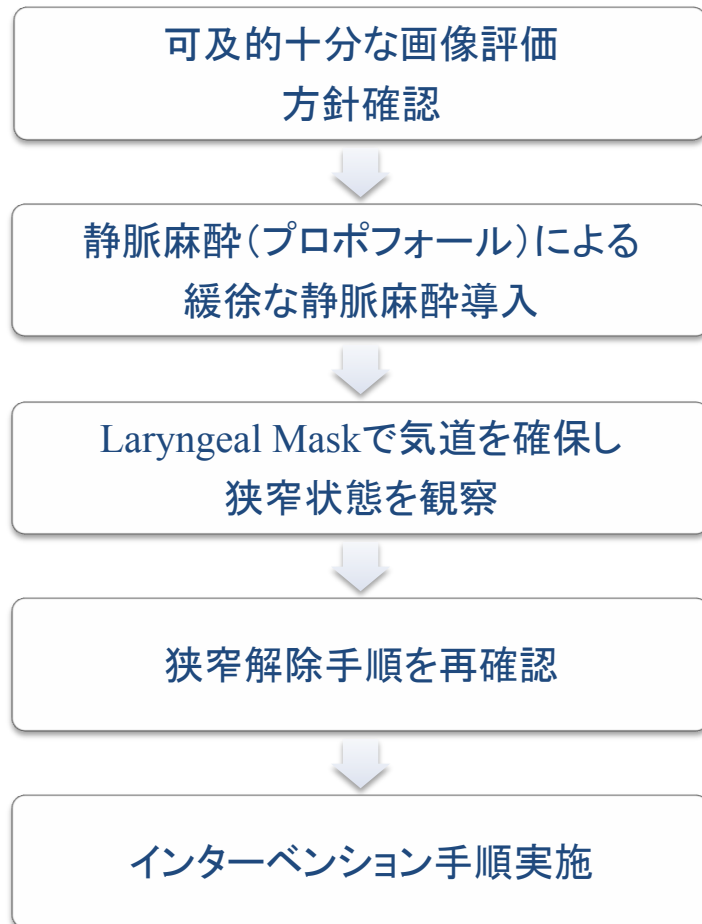 可及的十分な画像評価
方針確認
静脈麻酔(プロポフォール)による
緩徐な静脈麻酔導入
Laryngeal Maskで気道を確保し
狭窄状態を観察
狭窄解除手順を再確認
インターベンション手順実施